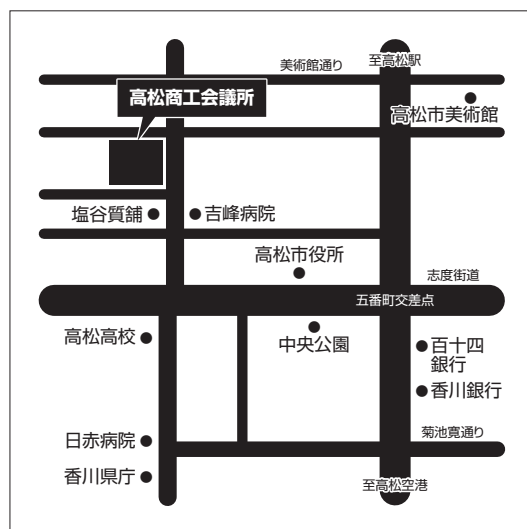 美術館通り
至高松駅
高松商工会議所
高松市美術館
塩谷質舗
吉峰病院
高松市役所
志度街道
五番町交差点
高松高校
中央公園
百十四
銀行
香川銀行
日赤病院
菊池寛通り
香川県庁
至高松空港